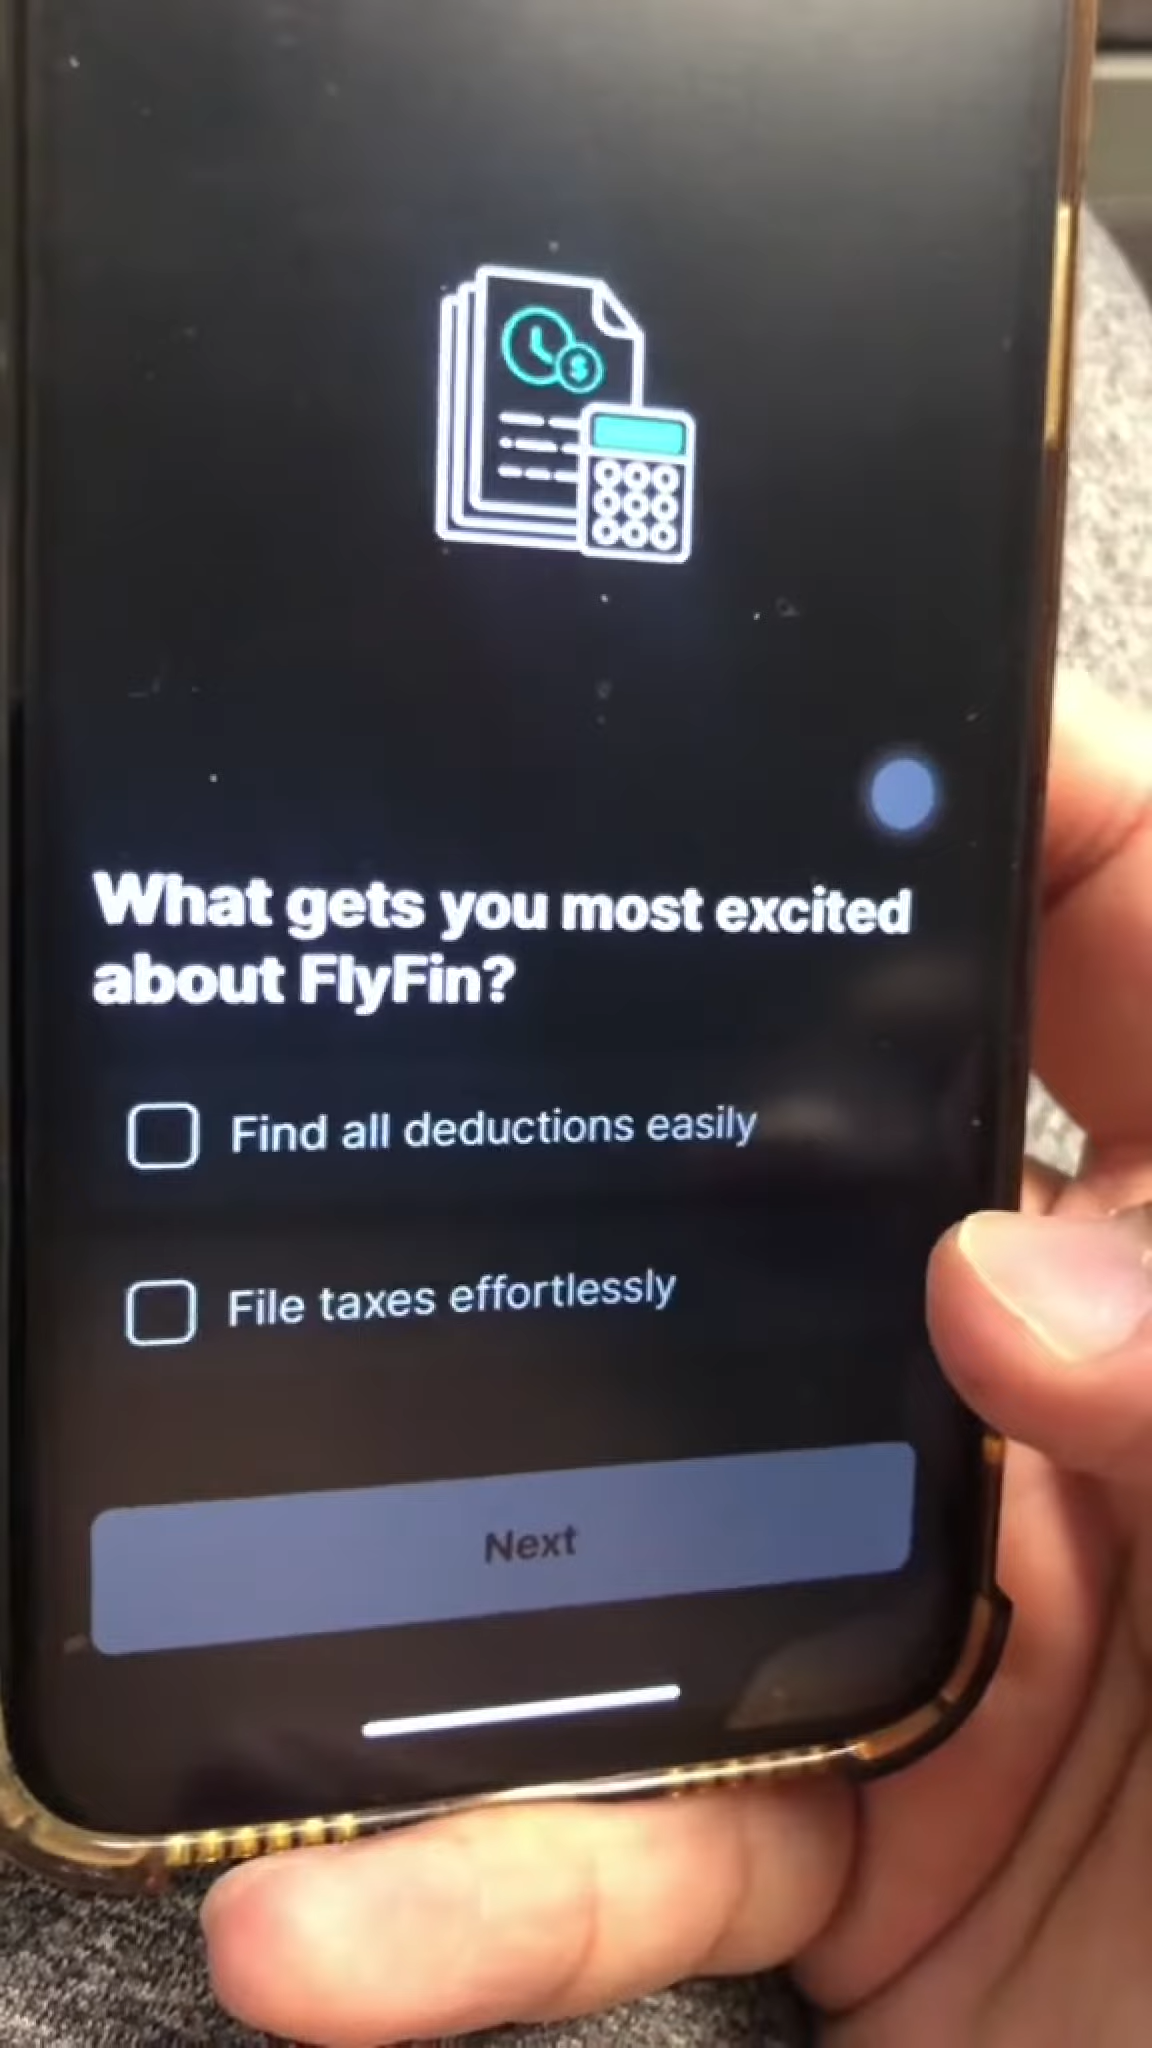 What gets you most excited
about FlyFin?
Find all deductions easily
File taxes effortlessly
Next